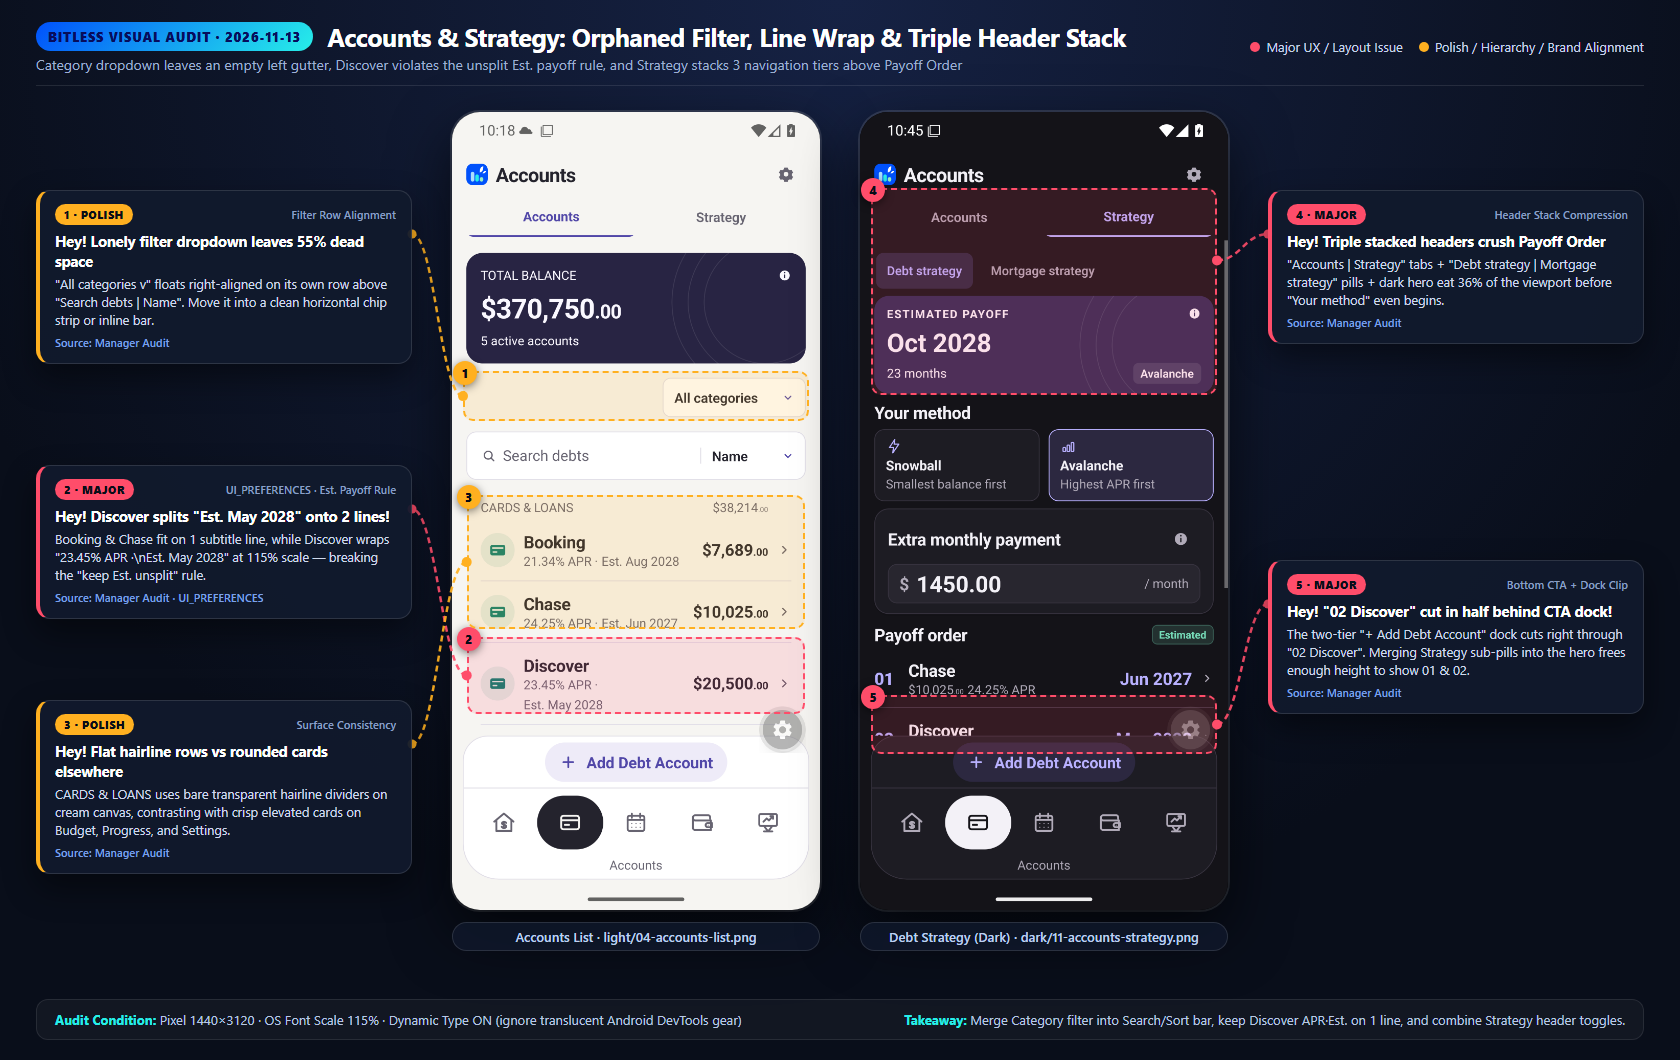 BITLESS VISUAL AUDIT · 2026-11-13
Accounts & Strategy: Orphaned Filter, Line Wrap & Triple Header Stack
Category dropdown leaves an empty left gutter, Discover violates the unsplit Est. payoff rule, and Strategy stacks 3 navigation tiers above Payoff Order
Major UX / Layout Issue
Polish / Hierarchy / Brand Alignment
1 · POLISH
Filter Row Alignment
Hey! Lonely filter dropdown leaves 55% dead
space
"All categories v" floats right-aligned on its own row above
"Search debts | Name". Move it into a clean horizontal chip
strip or inline bar.
Source: Manager Audit
2 · MAJOR
UI_PREFERENCES · Est. Payoff Rule
Hey! Discover splits "Est. May 2028" onto 2 lines!
Booking & Chase fit on 1 subtitle line, while Discover wraps
"23.45% APR ·\nEst. May 2028" at 115% scale — breaking
the "keep Est. unsplit" rule.
Source: Manager Audit · UI_PREFERENCES
3 · POLISH
Surface Consistency
Hey! Flat hairline rows vs rounded cards
elsewhere
CARDS & LOANS uses bare transparent hairline dividers on
cream canvas, contrasting with crisp elevated cards on
Budget, Progress, and Settings.
Source: Manager Audit
10:18
Accounts
Accounts
Strategy
TOTAL BALANCE
$370,750.00
5 active accounts
1
All categories
Search debts
Name
3
CARDS & LOANS
$38,214.00
Booking
21.34% APR · Est. Aug 2028
$7,689.00
Chase
24.25% APR · Est. Jun 2027
$10,025.00
2
Discover
23.45% APR ·
Est. May 2028
$20,500.00
+ Add Debt Account
Accounts
Accounts List · light/04-accounts-list.png
10:45
Accounts
4
Accounts
Strategy
Debt strategy
Mortgage strategy
ESTIMATED PAYOFF
Oct 2028
23 months
Avalanche
Your method
Snowball
Smallest balance first
Avalanche
Highest APR first
Extra monthly payment
$ 1450.00
/ month
Payoff order
Estimated
01
Chase
$10,025.00 24.25% APR
Jun 2027
5
Discover
+ Add Debt Account
Accounts
Debt Strategy (Dark) · dark/11-accounts-strategy.png
4 · MAJOR
Header Stack Compression
Hey! Triple stacked headers crush Payoff Order
"Accounts | Strategy" tabs + "Debt strategy | Mortgage
strategy" pills + dark hero eat 36% of the viewport before
"Your method" even begins.
Source: Manager Audit
5 · MAJOR
Bottom CTA + Dock Clip
Hey! "02 Discover" cut in half behind CTA dock!
The two-tier "+ Add Debt Account" dock cuts right through
"02 Discover". Merging Strategy sub-pills into the hero frees
enough height to show 01 & 02.
Source: Manager Audit
Audit Condition: Pixel 1440×3120 · OS Font Scale 115% · Dynamic Type ON (ignore translucent Android DevTools gear)
Takeaway: Merge Category filter into Search/Sort bar, keep Discover APR·Est. on 1 line, and combine Strategy header toggles.